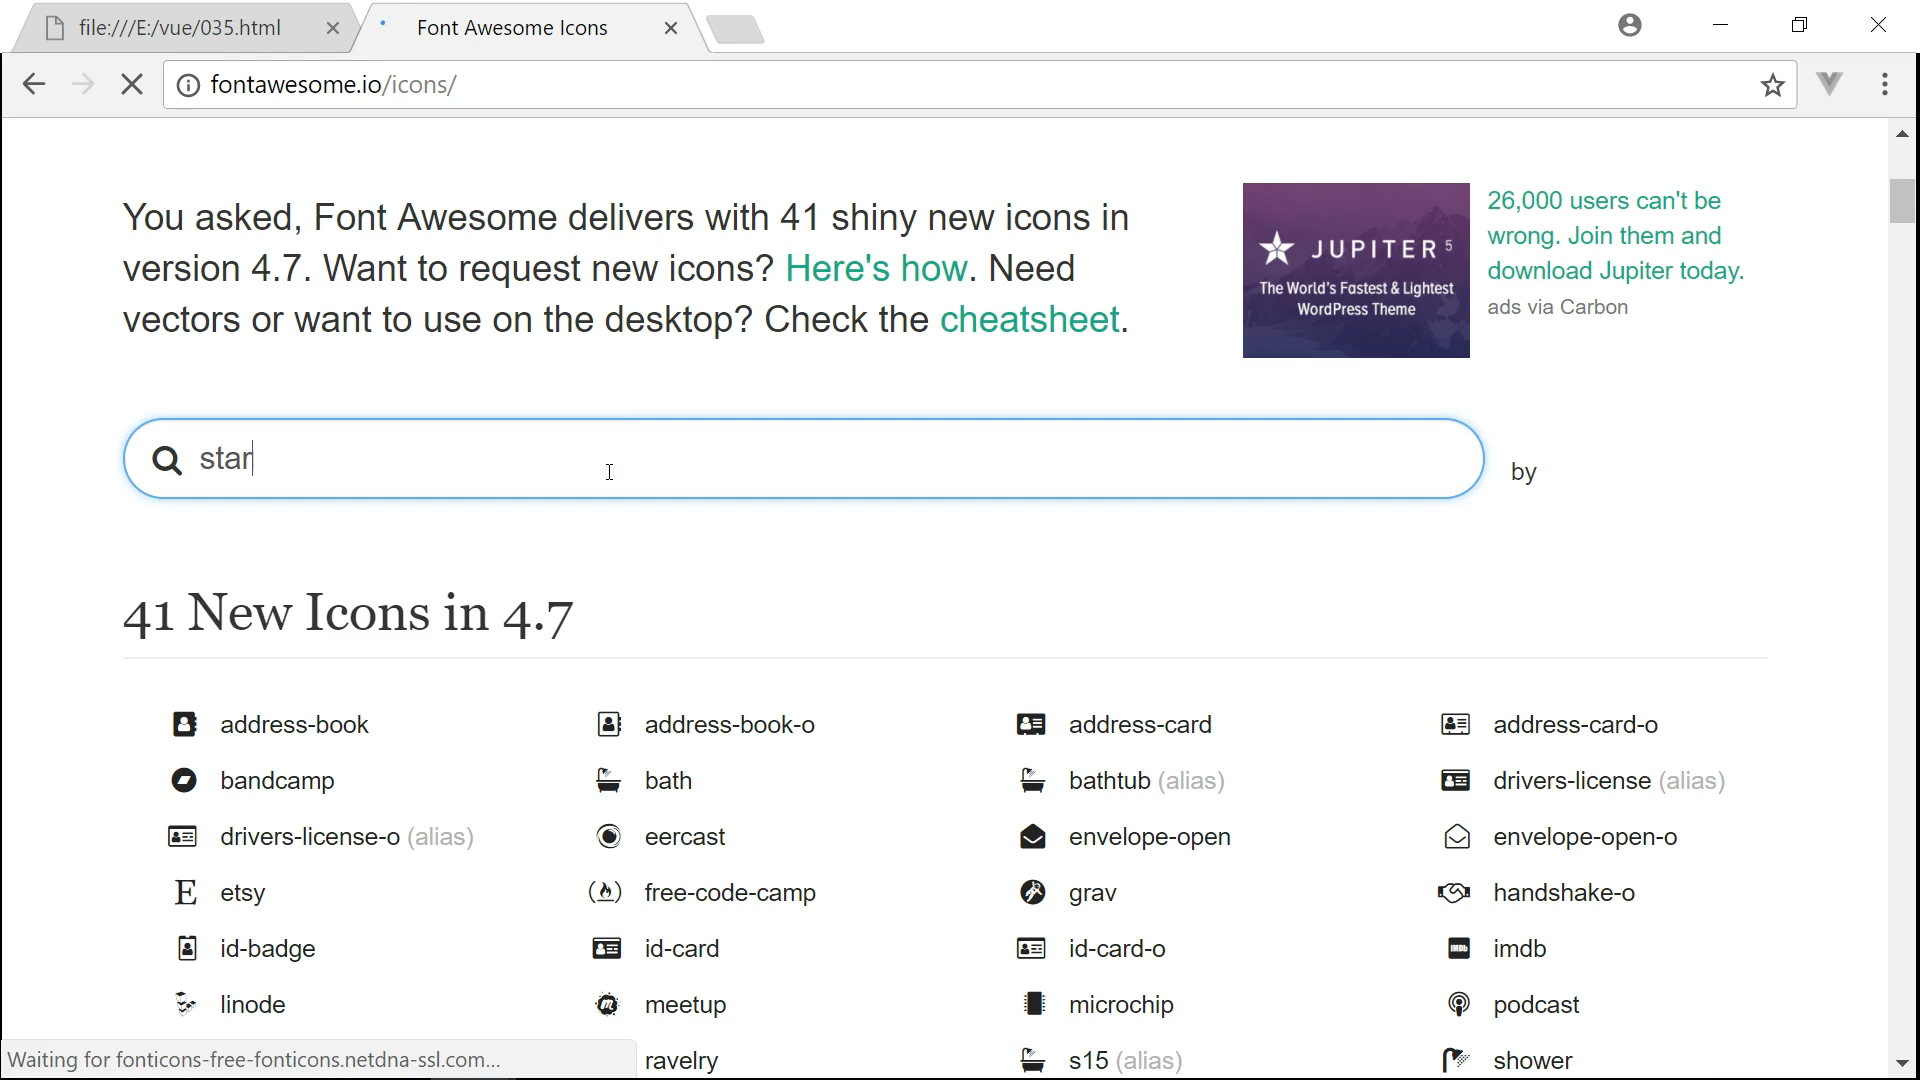 file:///E:/vue/035.html
Font Awesome Icons
fontawesome.io/icons/
You asked, Font Awesome delivers with 41 shiny new icons in
version 4.7. Want to request new icons? Here's how. Need
vectors or want to use on the desktop? Check the cheatsheet.
JUPITER 5
The World's Fastest & Lightest
WordPress Theme
26,000 users can't be
wrong. Join them and
download Jupiter today.
ads via Carbon
star
by
41 New Icons in 4.7
address-book address-book-o address-card address-card-o
bandcamp bath bathtub (alias) drivers-license (alias)
drivers-license-o (alias) eercast envelope-open envelope-open-o
etsy free-code-camp grav handshake-o
id-badge id-card id-card-o imdb
linode meetup microchip podcast
ravelry s15 (alias) shower
Waiting for fonticons-free-fonticons.netdna-ssl.com...